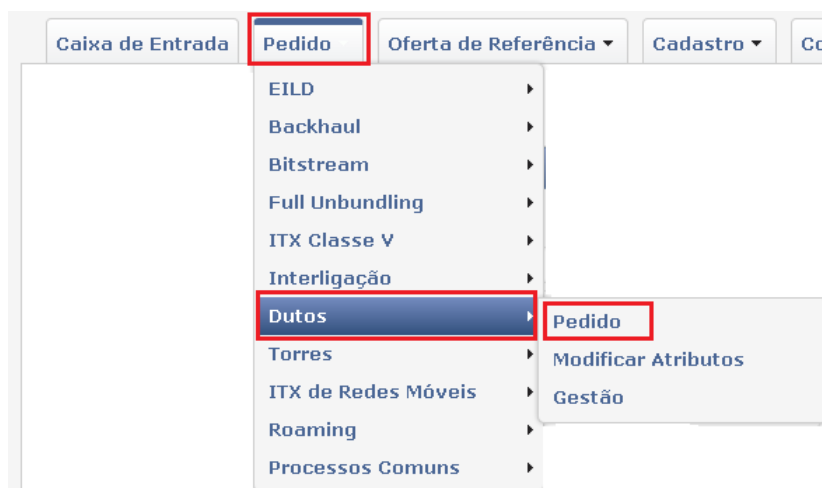 Caixa de Entrada Pedido Oferta de Referência Cadastro
EILD
Backhaul
Bitstream
Full Unbundling
ITX Classe V
Interligação
Dutos
Pedido
Torres
Modificar Atributos
ITX de Redes Móveis
Gestão
Roaming
Processos Comuns